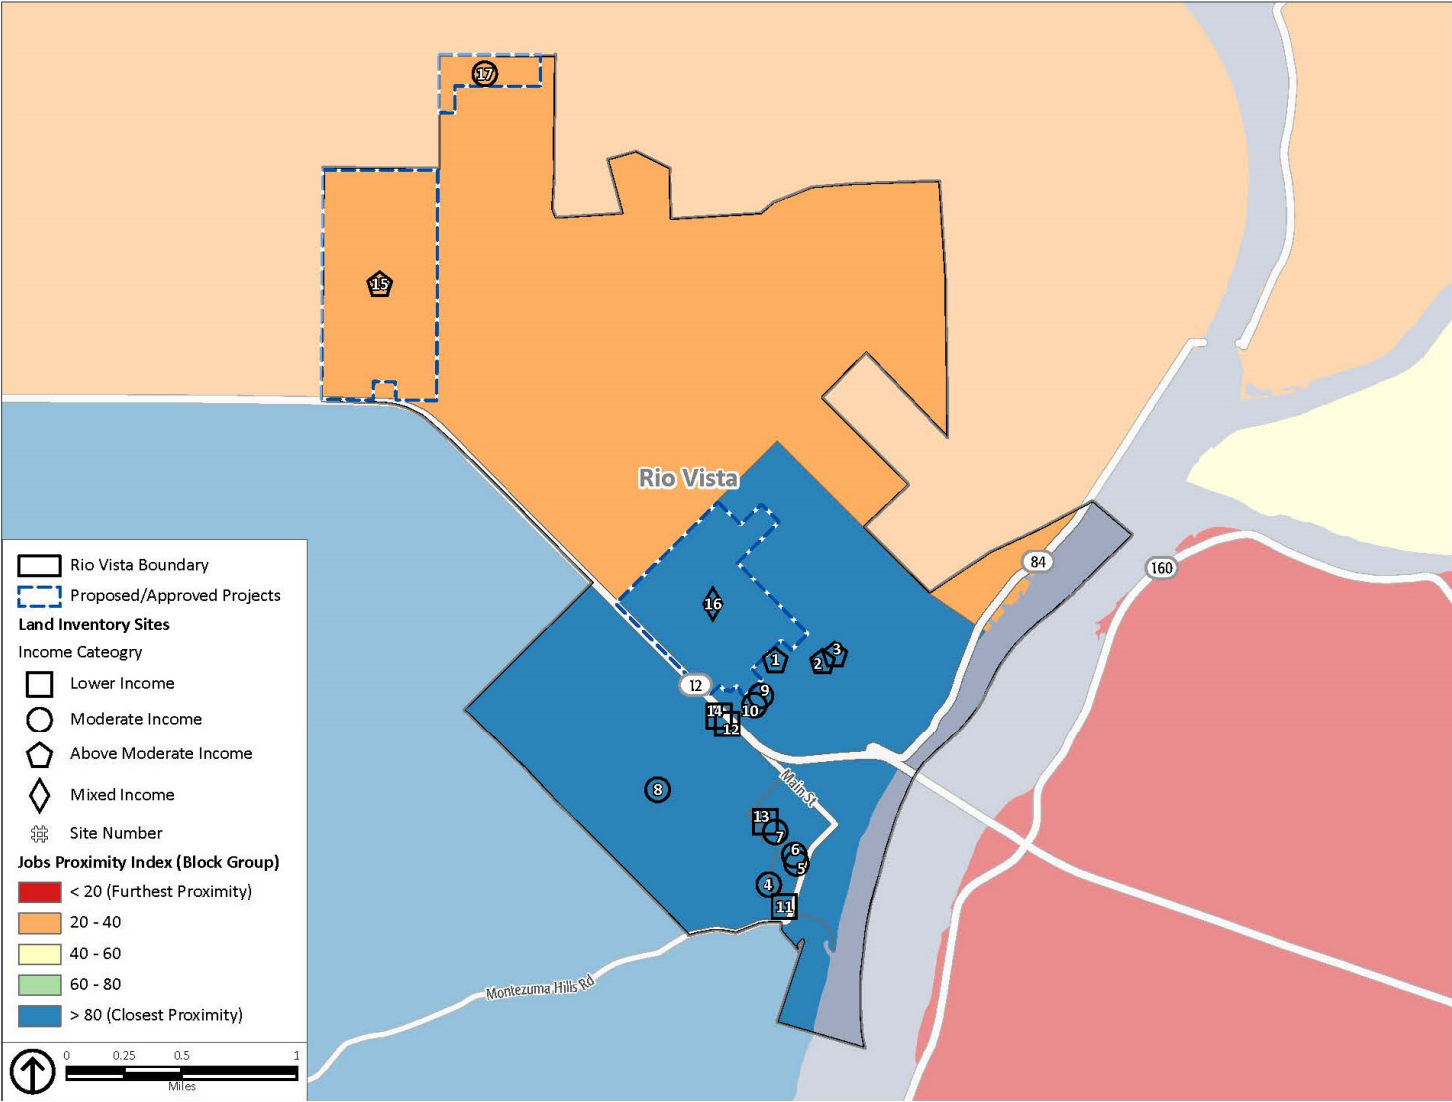 17
15
Rio Vista
84
160
16
1
2
3
12
9
10
14
12
8
Main St
13
7
6
5
4
11
Montezuma Hills Rd
Rio Vista Boundary
Proposed/Approved Projects
Land Inventory Sites
Income Cateogry
Lower Income
Moderate Income
Above Moderate Income
Mixed Income
# Site Number
Jobs Proximity Index (Block Group)
< 20 (Furthest Proximity)
20 - 40
40 - 60
60 - 80
> 80 (Closest Proximity)
0 0.25 0.5 1
Miles